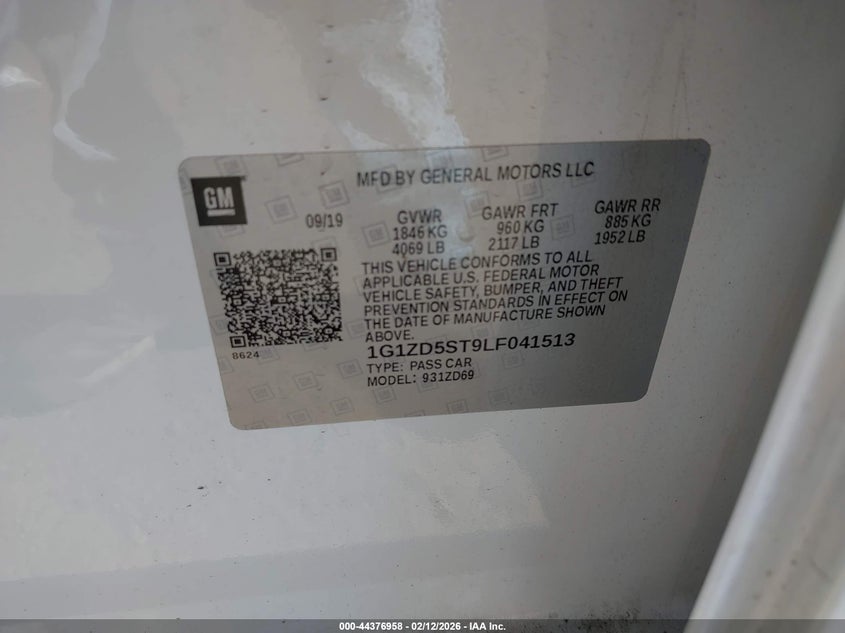 GM
MFD BY GENERAL MOTORS LLC
09/19
GVWR
1846 KG
4069 LB
GAWR FRT
960 KG
2117 LB
GAWR RR
885 KG
1952 LB
THIS VEHICLE CONFORMS TO ALL
APPLICABLE U.S. FEDERAL MOTOR
VEHICLE SAFETY, BUMPER, AND THEFT
PREVENTION STANDARDS IN EFFECT ON
THE DATE OF MANUFACTURE SHOWN
ABOVE.
8624
1G1ZD5ST9LF041513
TYPE: PASS CAR
MODEL: 931ZD69
000-44376958 - 02/12/2026 - IAA Inc.